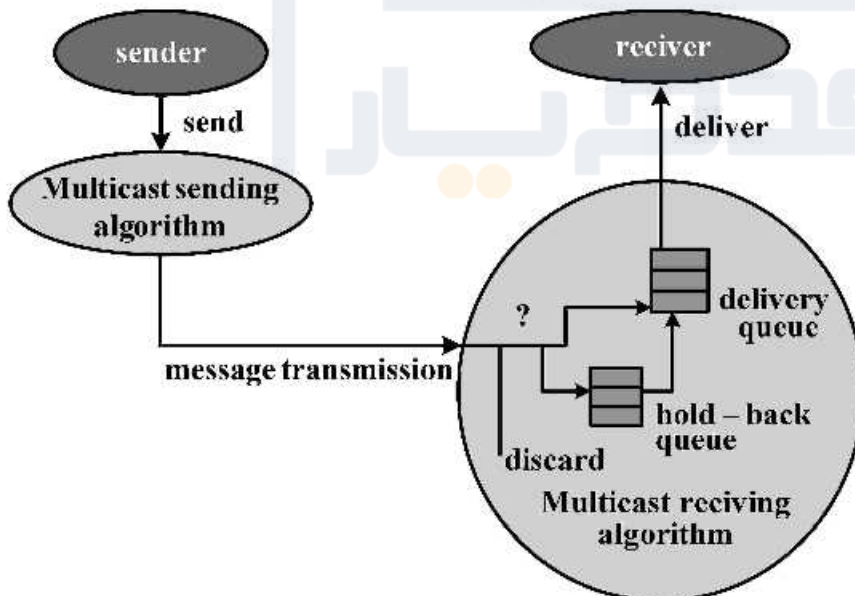 sender
reciver
send
deliver
Multicast sending
algorithm
?
delivery
queue
message transmission
hold – back
queue
discard
Multicast reciving
algorithm